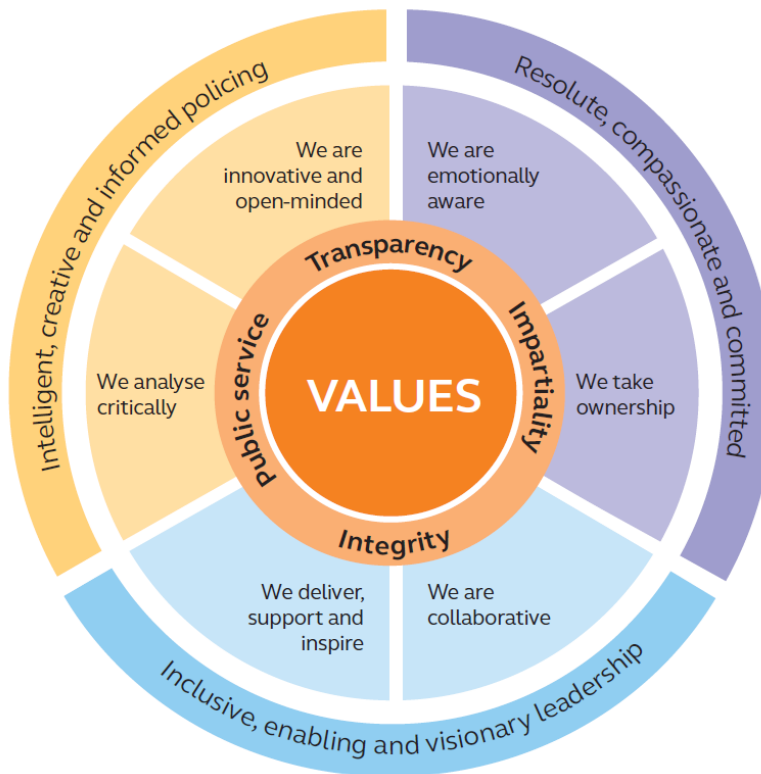 Intelligent, creative and informed policing
Resolute, compassionate and committed
We are
innovative and
open-minded
We are
emotionally
aware
Transparency
Public service
Impartiality
VALUES
We analyse
critically
We take
ownership
Integrity
We deliver,
support and
inspire
We are
collaborative
Inclusive, enabling and visionary leadership